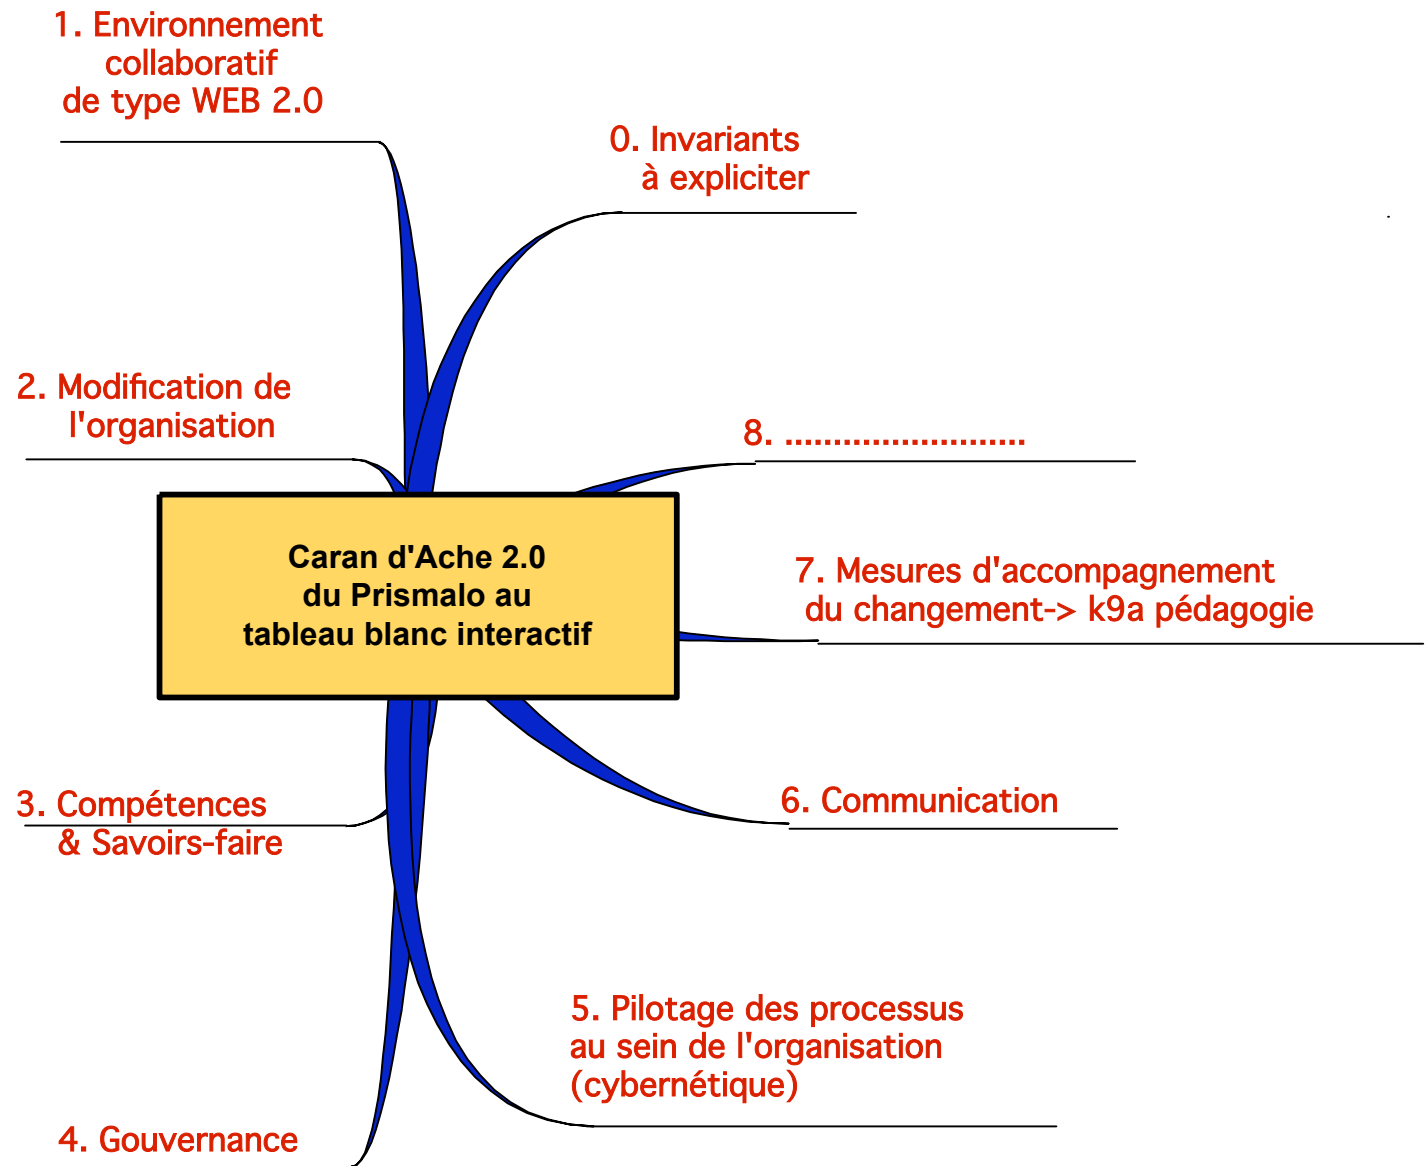 1. Environnement
collaboratif
de type WEB 2.0
0. Invariants
à expliciter
2. Modification de
l'organisation
8. .........................
Caran d'Ache 2.0
du Prismalo au
tableau blanc interactif
7. Mesures d'accompagnement
du changement-> k9a pédagogie
3. Compétences
& Savoirs-faire
6. Communication
5. Pilotage des processus
au sein de l'organisation
(cybernétique)
4. Gouvernance